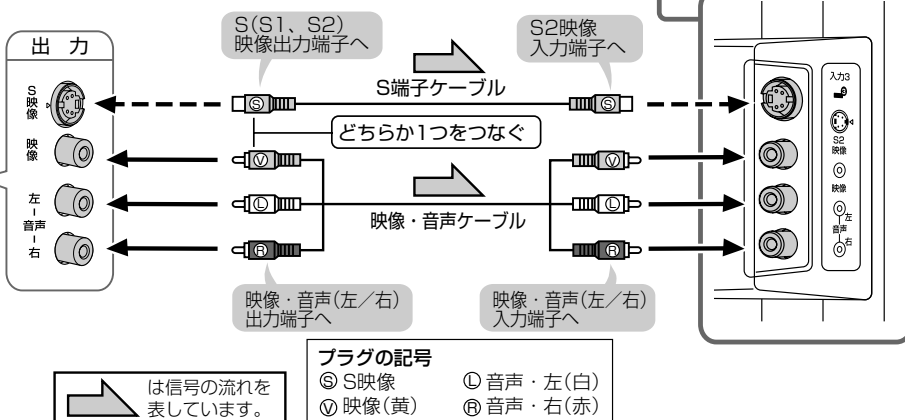 出 力
S映像
映像
左-音声-右
S(S1、S2)
映像出力端子へ
S2映像
入力端子へ
S端子ケーブル
Ⓢ
Ⓢ
どちらか1つをつなぐ
Ⓥ
Ⓥ
Ⓛ
Ⓛ
映像・音声ケーブル
Ⓡ
Ⓡ
映像・音声(左／右)
出力端子へ
映像・音声(左／右)
入力端子へ
入力3
S2
映像
映像
左
音声
右
は信号の流れを
表しています。
プラグの記号
Ⓢ S映像 Ⓛ 音声・左(白)
Ⓥ 映像(黄) Ⓡ 音声・右(赤)